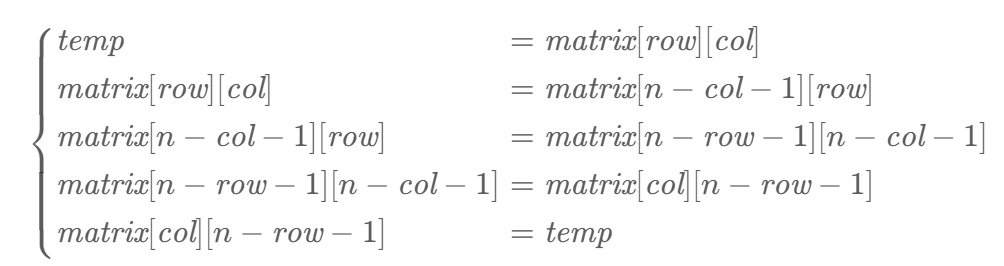 temp = matrix[row][col]
matrix[row][col] = matrix[n − col − 1][row]
matrix[n − col − 1][row] = matrix[n − row − 1][n − col − 1]
matrix[n − row − 1][n − col − 1] = matrix[col][n − row − 1]
matrix[col][n − row − 1] = temp